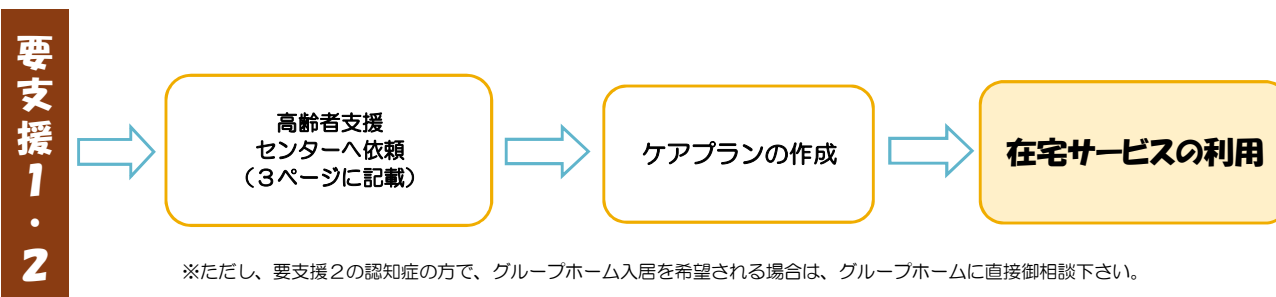 要支援1・2
高齢者支援
センターへ依頼
（３ページに記載）
ケアプランの作成
在宅サービスの利用
※ただし、要支援２の認知症の方で、グループホーム入居を希望される場合は、グループホームに直接御相談下さい。